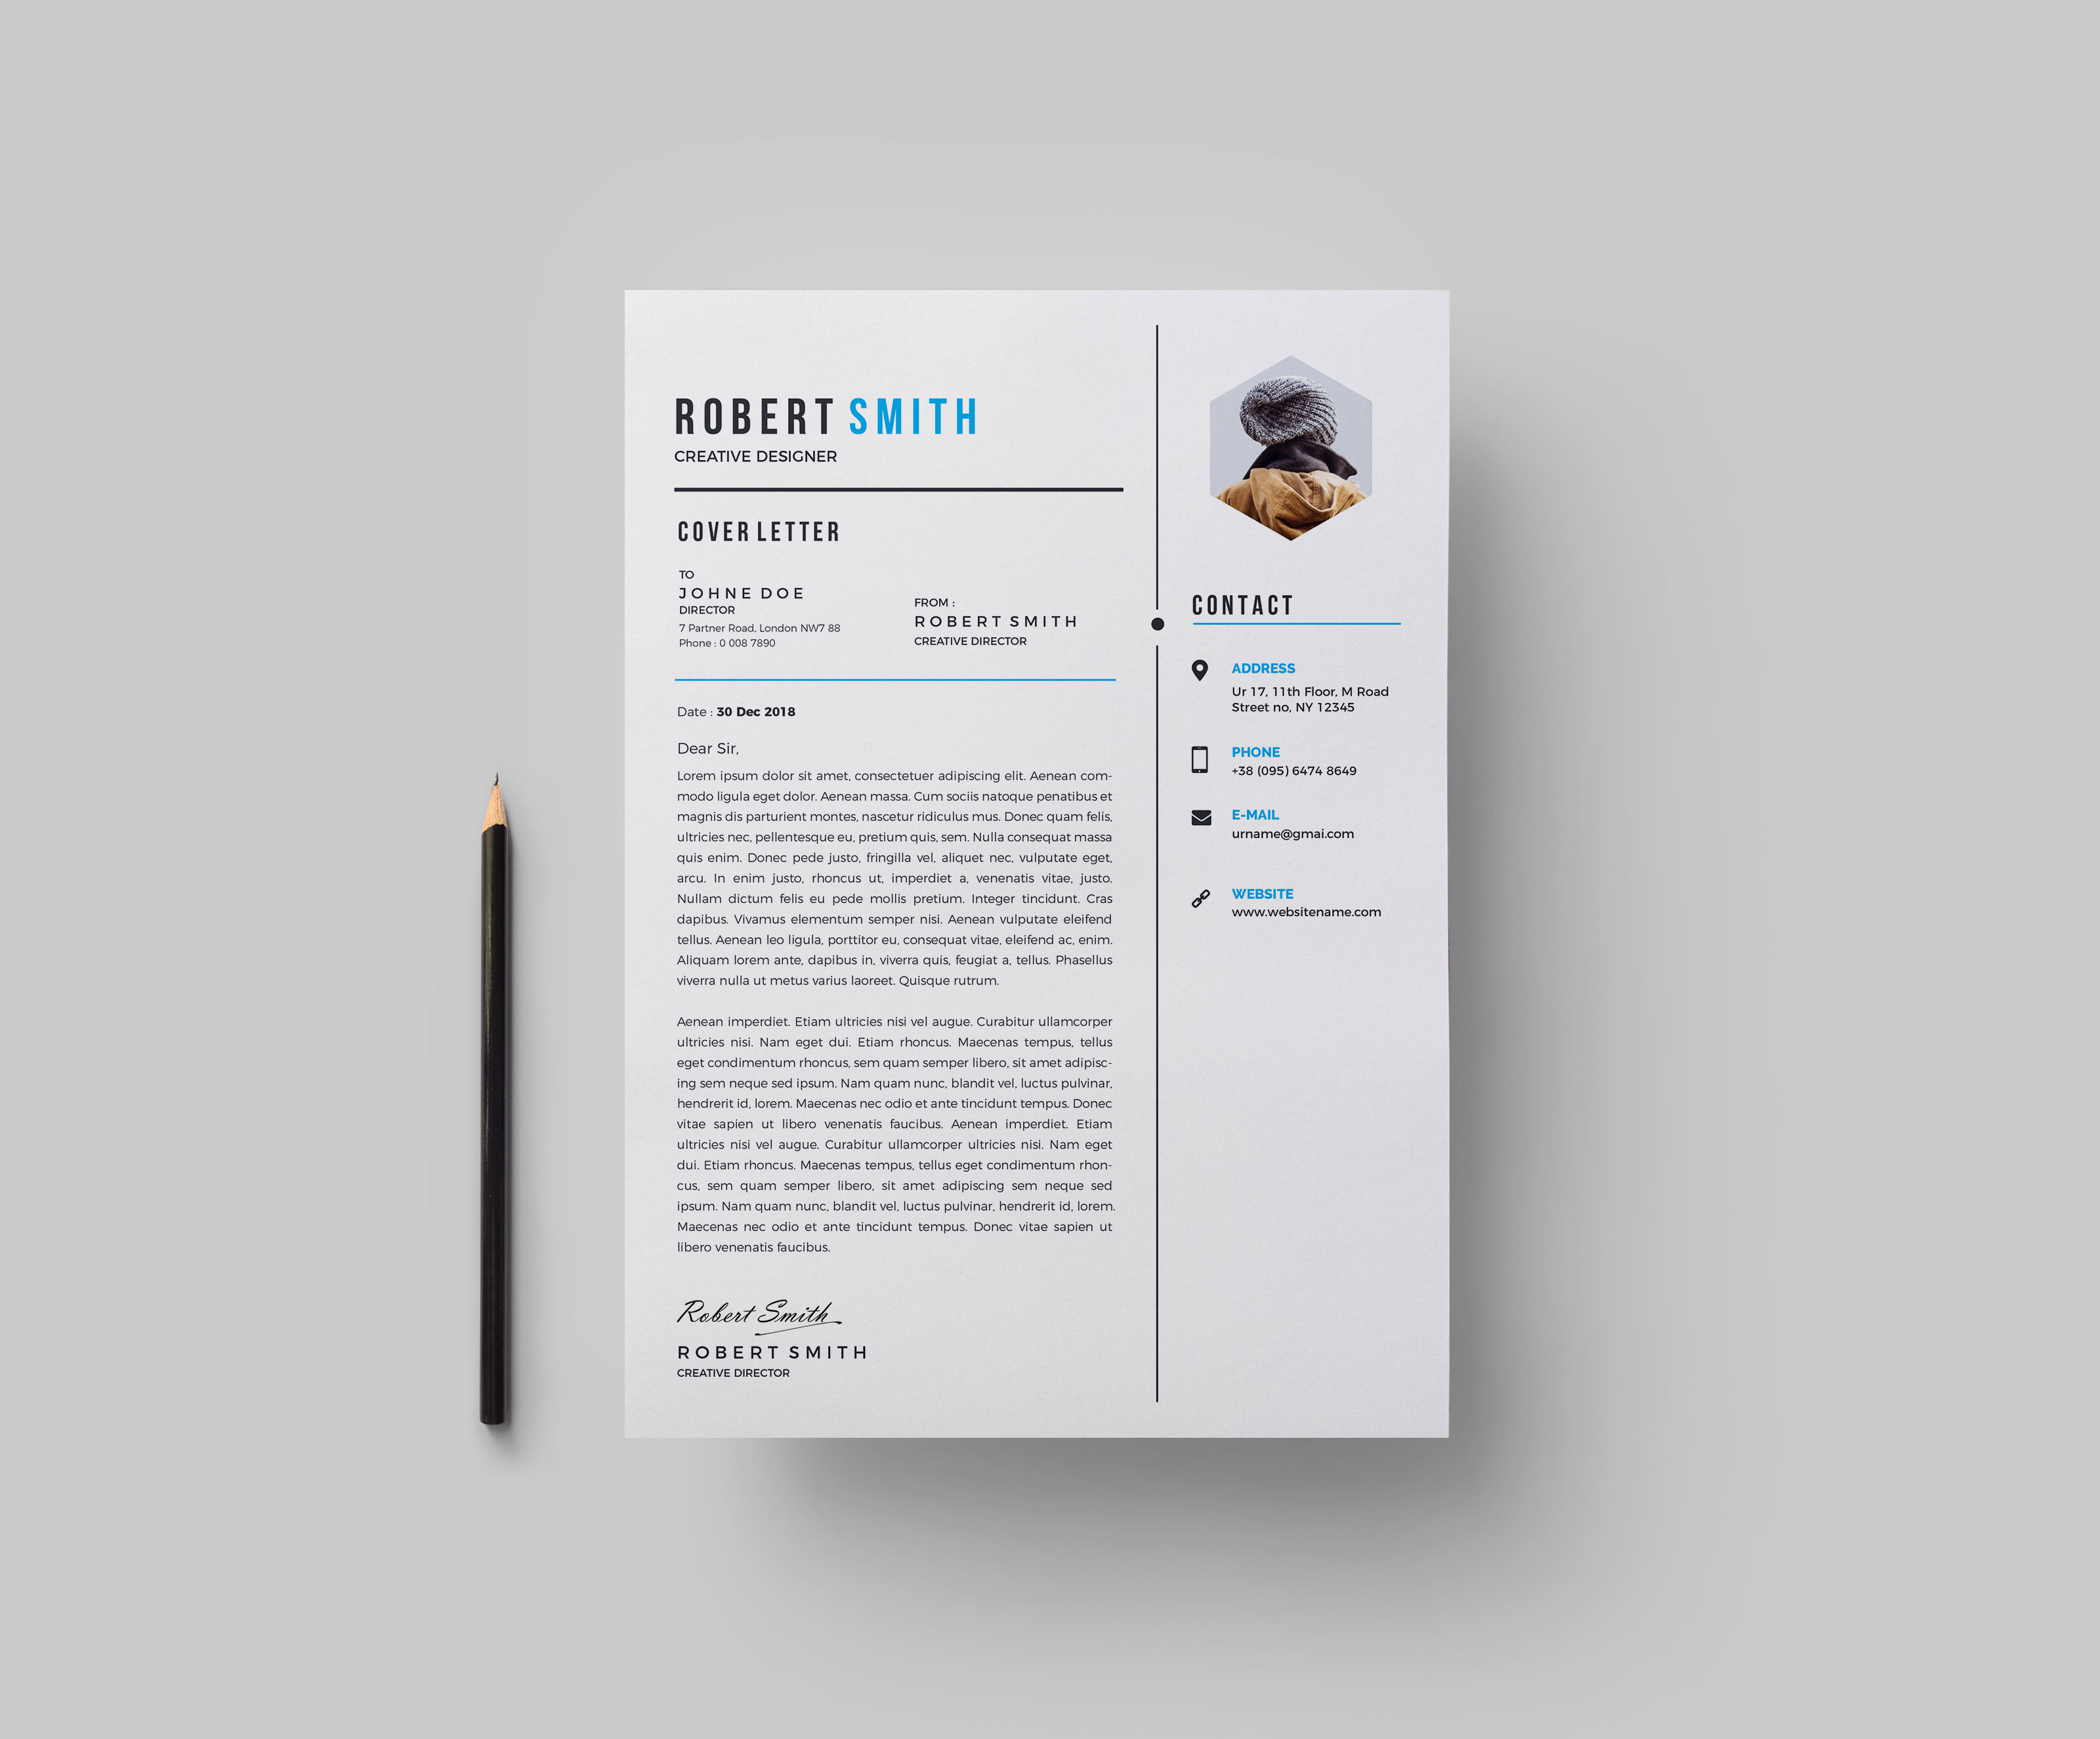 ROBERT SMITH
CREATIVE DESIGNER
COVER LETTER
TO
JOHNE DOE
DIRECTOR
7 Partner Road, London NW7 88
Phone : 0 008 7890
FROM :
ROBERT SMITH
CREATIVE DIRECTOR
Date : 30 Dec 2018
Dear Sir,
Lorem ipsum dolor sit amet, consectetuer adipiscing elit. Aenean com-
modo ligula eget dolor. Aenean massa. Cum sociis natoque penatibus et
magnis dis parturient montes, nascetur ridiculus mus. Donec quam felis,
ultricies nec, pellentesque eu, pretium quis, sem. Nulla consequat massa
quis enim. Donec pede justo, fringilla vel, aliquet nec, vulputate eget,
arcu. In enim justo, rhoncus ut, imperdiet a, venenatis vitae, justo.
Nullam dictum felis eu pede mollis pretium. Integer tincidunt. Cras
dapibus. Vivamus elementum semper nisi. Aenean vulputate eleifend
tellus. Aenean leo ligula, porttitor eu, consequat vitae, eleifend ac, enim.
Aliquam lorem ante, dapibus in, viverra quis, feugiat a, tellus. Phasellus
viverra nulla ut metus varius laoreet. Quisque rutrum.
Aenean imperdiet. Etiam ultricies nisi vel augue. Curabitur ullamcorper
ultricies nisi. Nam eget dui. Etiam rhoncus. Maecenas tempus, tellus
eget condimentum rhoncus, sem quam semper libero, sit amet adipisc-
ing sem neque sed ipsum. Nam quam nunc, blandit vel, luctus pulvinar,
hendrerit id, lorem. Maecenas nec odio et ante tincidunt tempus. Donec
vitae sapien ut libero venenatis faucibus. Aenean imperdiet. Etiam
ultricies nisi vel augue. Curabitur ullamcorper ultricies nisi. Nam eget
dui. Etiam rhoncus. Maecenas tempus, tellus eget condimentum rhon-
cus, sem quam semper libero, sit amet adipiscing sem neque sed
ipsum. Nam quam nunc, blandit vel, luctus pulvinar, hendrerit id, lorem.
Maecenas nec odio et ante tincidunt tempus. Donec vitae sapien ut
libero venenatis faucibus.
Robert Smith
ROBERT SMITH
CREATIVE DIRECTOR
CONTACT
ADDRESS
Ur 17, 11th Floor, M Road
Street no, NY 12345
PHONE
+38 (095) 6474 8649
E-MAIL
urname@gmai.com
WEBSITE
www.websitename.com